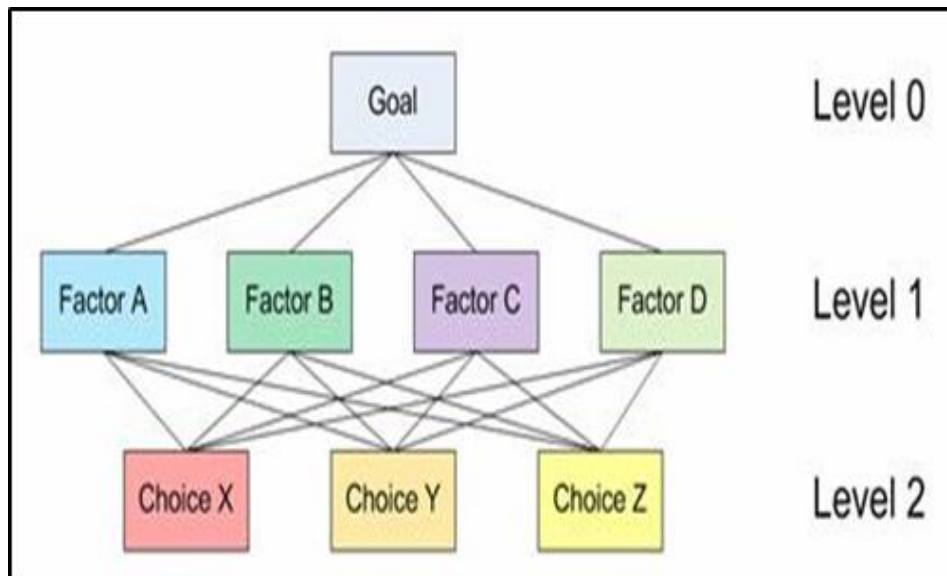 Goal
Level 0
Factor A
Factor B
Factor C
Factor D
Level 1
Choice X
Choice Y
Choice Z
Level 2